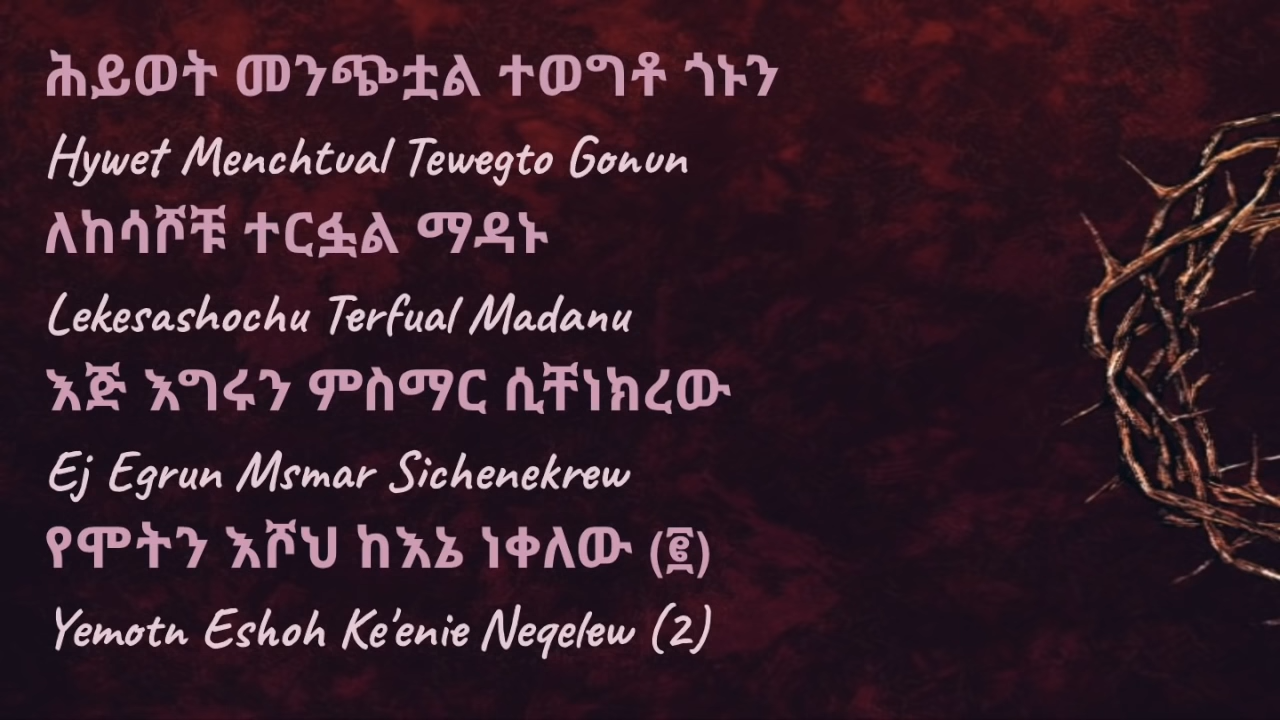 ሕይወት መንጭቷል ተወግቶ ጎኑን
Hywet Menchtual Tewegto Gonun
ለከሳሾቹ ተርፏል ማዳኑ
Lekesashochu Terfual Madanu
እጅ እግሩን ምስማር ሲቸነክረው
Ej Egrun Msmar Sichenekrew
የሞትን እሾህ ከእኔ ነቀለው (፪)
Yemotn Eshoh Ke'enie Neqelew (2)